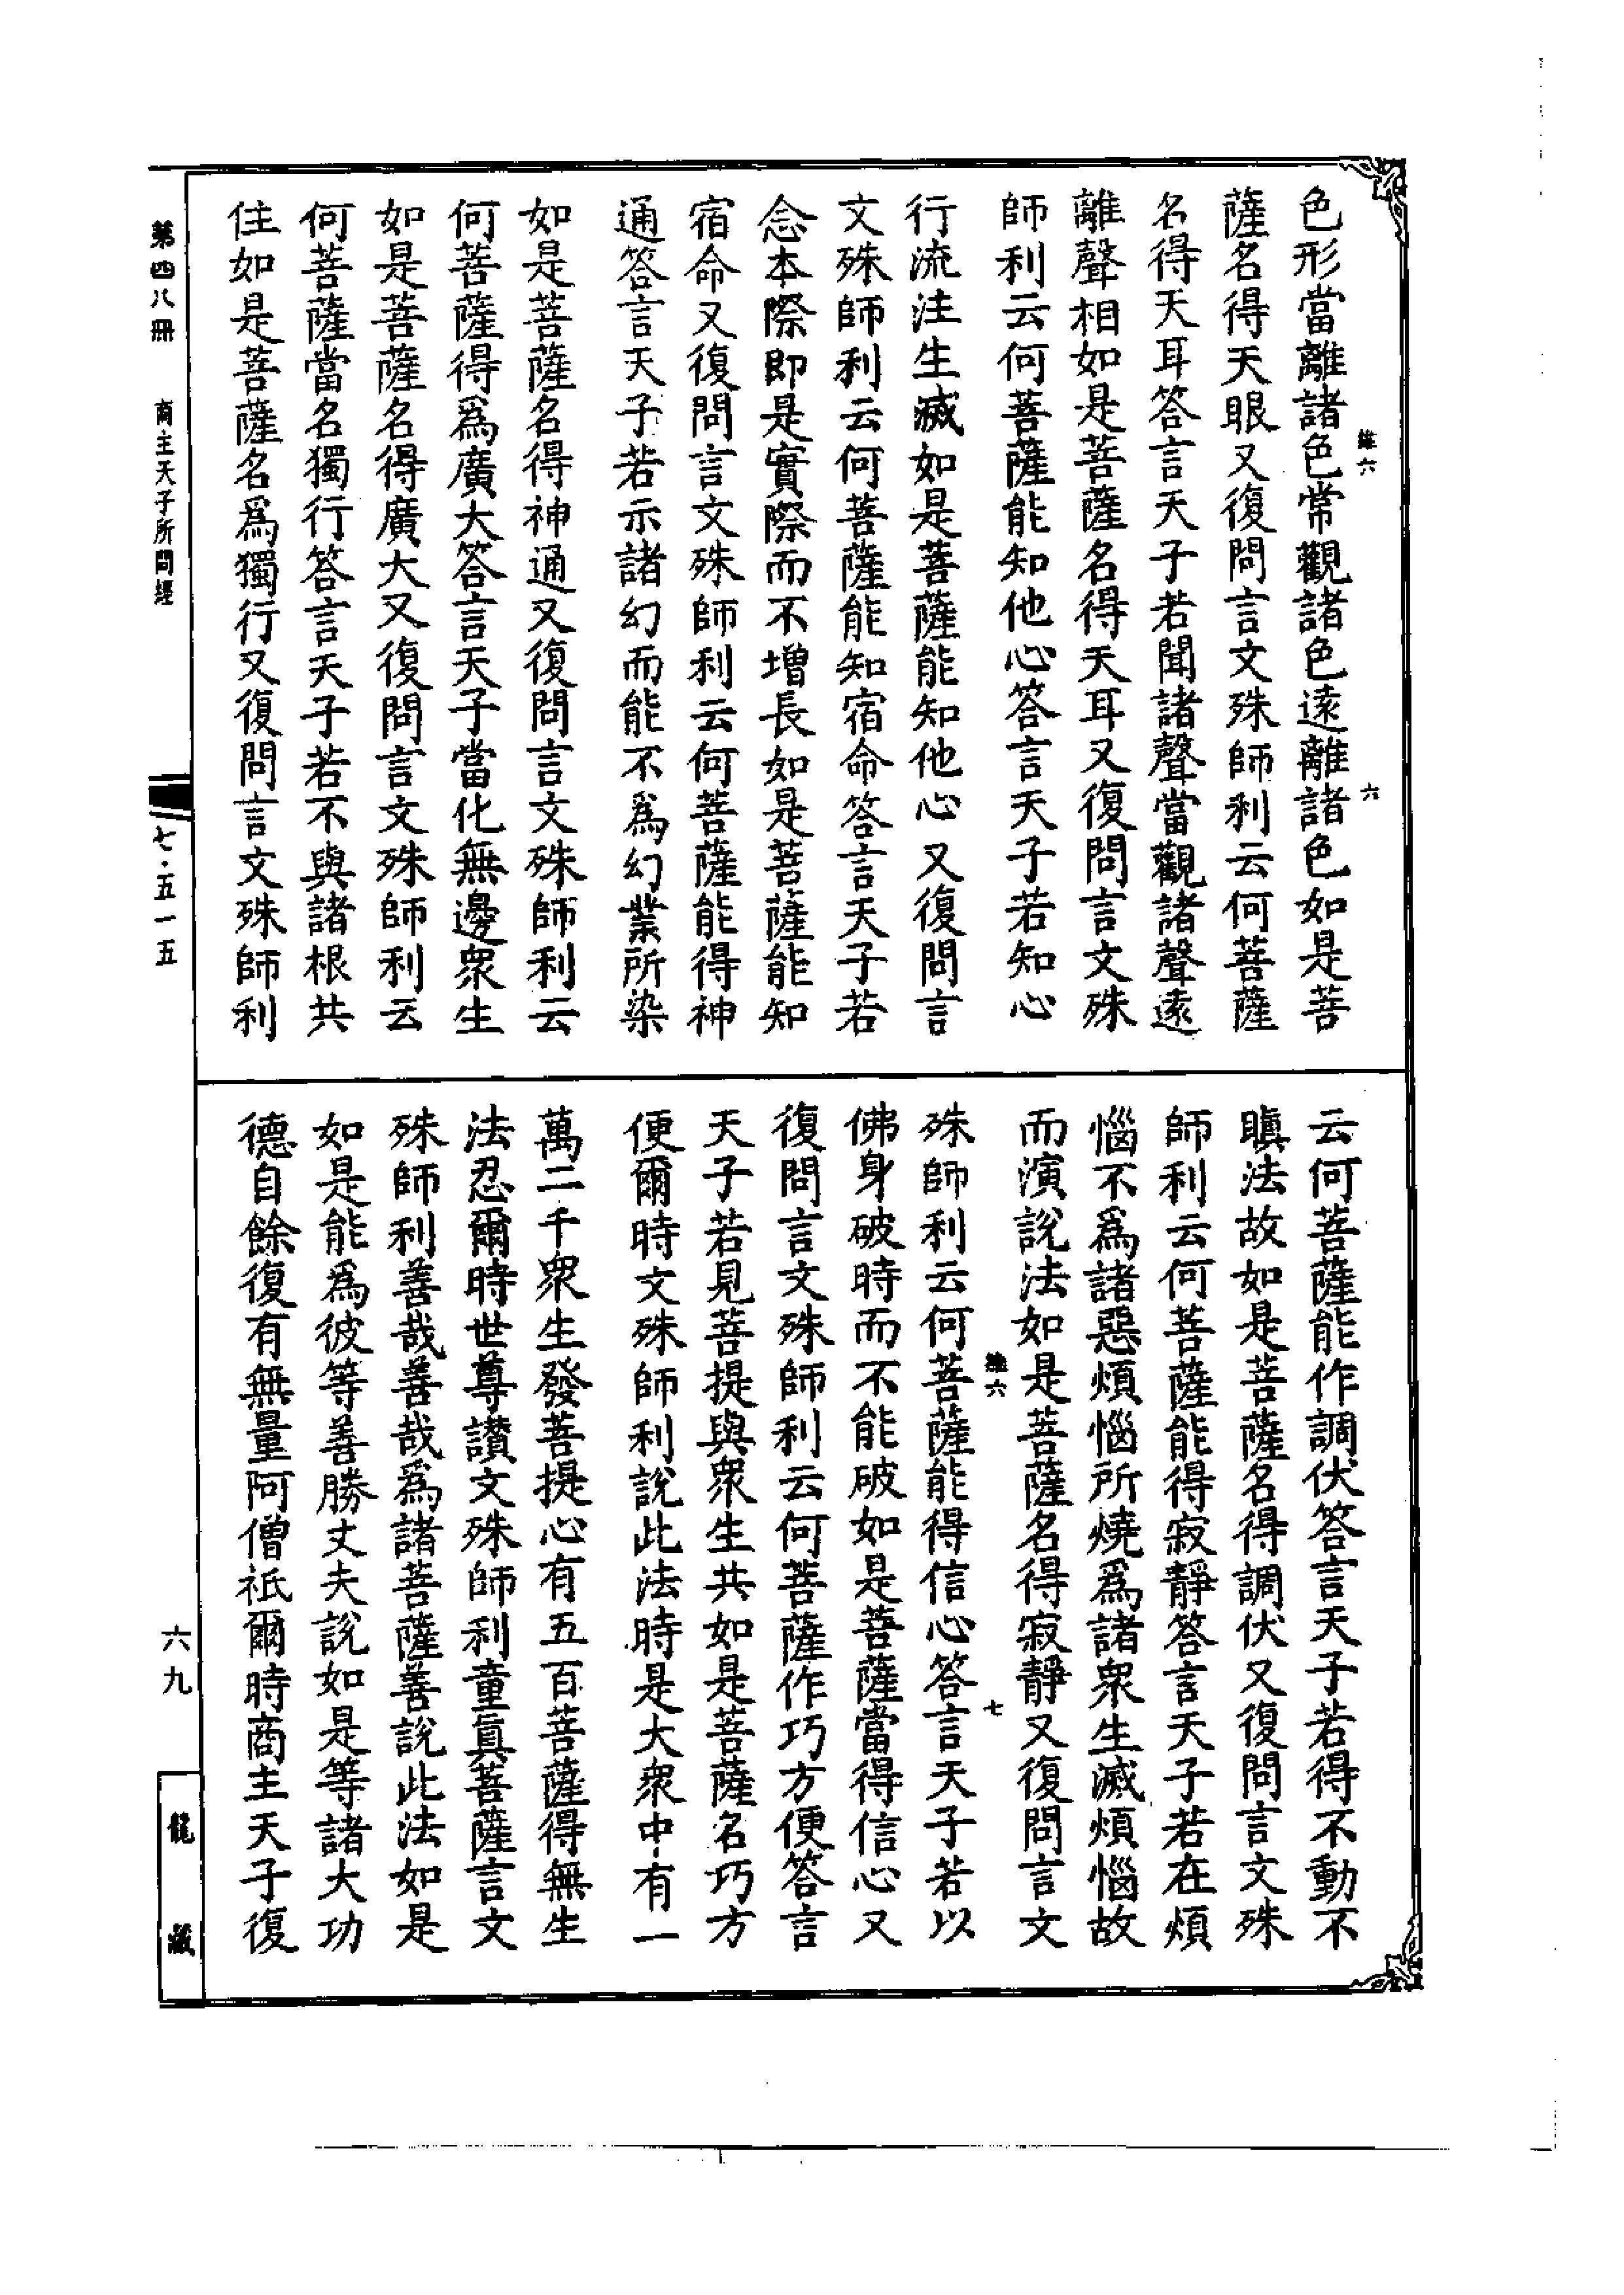 色形當離諸色常觀諸色遠離諸色如是菩
薩名得天眼又復問言文殊師利云何菩薩
名得天耳答言天子若聞諸聲當觀諸聲遠
離聲相如是菩薩名得天耳又復問言文殊
師利云何菩薩能知他心答言天子若知心
行流注生滅如是菩薩能知他心又復問言
文殊師利云何菩薩能知宿命答言天子若
念本際即是實際而不增長如是菩薩能知
宿命又復問言文殊師利云何菩薩能得神
通答言天子若示諸幻而能不為幻業所染
如是菩薩名得神通又復問言文殊師利云
何菩薩得為廣大答言天子當化無邊眾生
如是菩薩名得廣大又復問言文殊師利云
何菩薩當名獨行答言天子若不與諸根共
住如是菩薩名為獨行又復問言文殊師利
云何菩薩能作調伏答言天子若得不動不
瞋法故如是菩薩名得調伏又復問言文殊
師利云何菩薩能得寂靜答言天子若在煩
惱不為諸惡煩惱所燒為諸眾生滅煩惱故
而演說法如是菩薩名得寂靜又復問言文
殊師利云何菩薩能得信心答言天子若以
佛身破時而不能破如是菩薩當得信心又
復問言文殊師利云何菩薩作巧方便答言
天子若見菩提與眾生共如是菩薩名巧方
便爾時文殊師利說此法時是大眾中有一
萬二千眾生發菩提心有五百菩薩得無生
法忍爾時世尊讚文殊師利童真菩薩言文
殊師利善哉善哉為諸菩薩善說此法如是
如是能為彼等善勝丈夫說如是等諸大功
德自餘復有無量阿僧祇爾時商主天子復
維六
六
維六
七
第四八冊
商主天子所問經
七·五一五
六九
龍藏